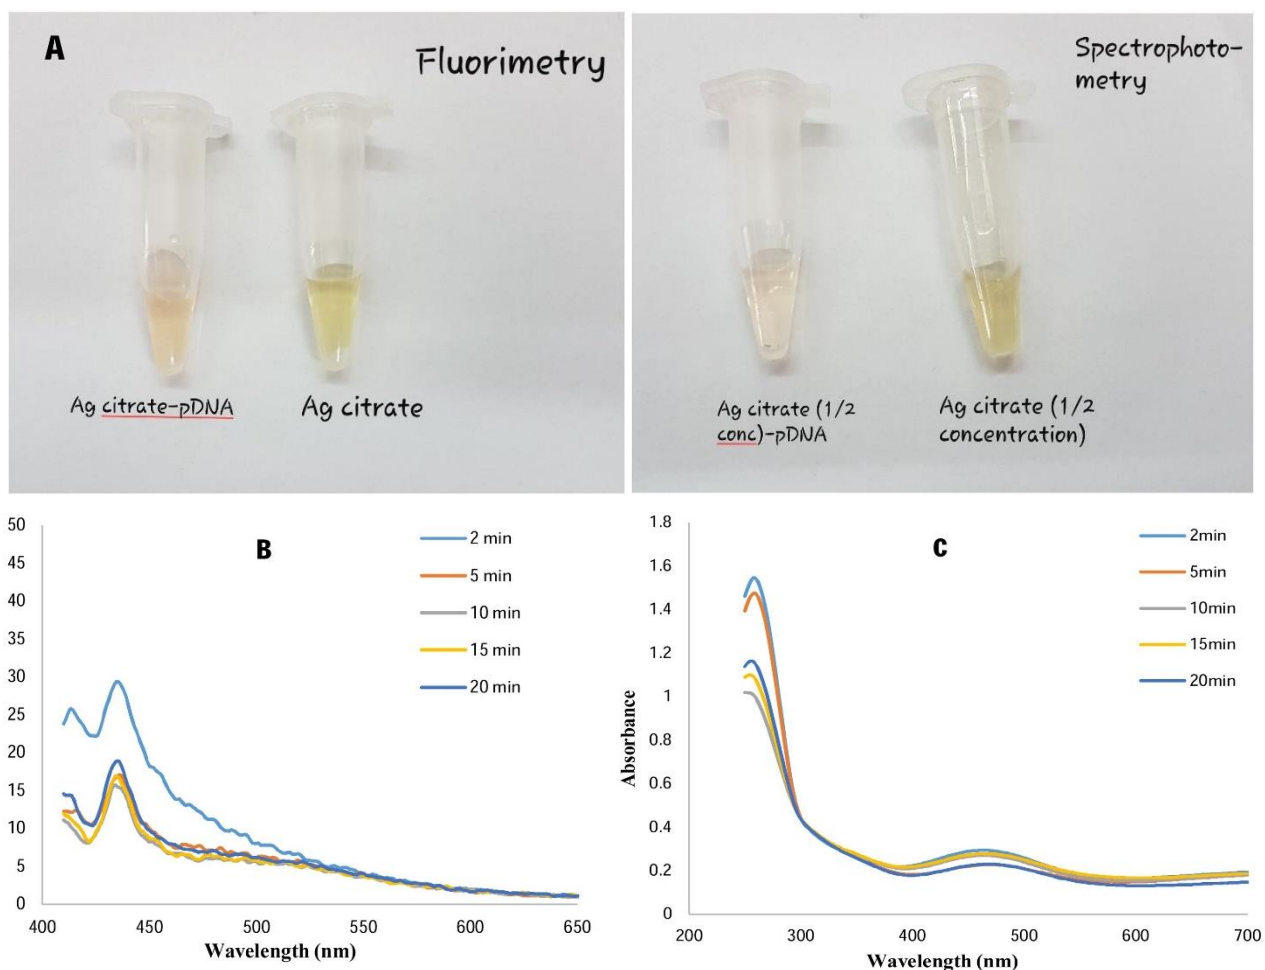 A
Fluorimetry
Ag citrate-pDNA
Ag citrate
Spectrophoto-
metry
Ag citrate (1/2
conc)-pDNA
Ag citrate (1/2
concentration)
B
50
45
40
35
30
25
20
15
10
5
0
400
450
500
550
600
650
Wavelength (nm)
2 min
5 min
10 min
15 min
20 min
C
1.8
1.6
1.4
1.2
1
0.8
0.6
0.4
0.2
0
Absorbance
200
300
400
500
600
700
Wavelength (nm)
2min
5min
10min
15min
20min